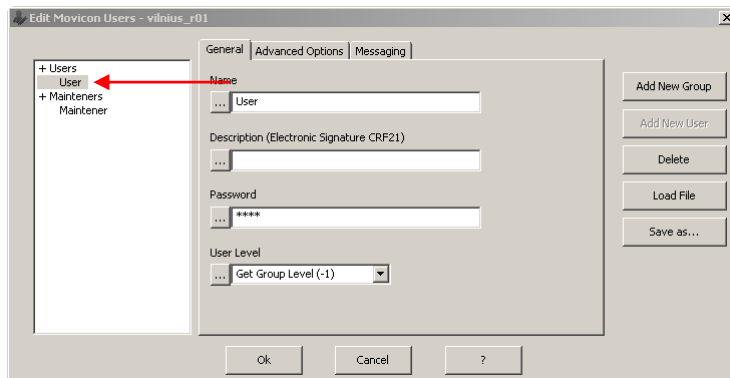 Edit Movicon Users - vilnius_r01
General
Advanced Options
Messaging
+ Users
User
+ Mainteners
Maintener
Name
... User
Description (Electronic Signature CRF21)
...
Password
... ****
User Level
... Get Group Level (-1)
Add New Group
Add New User
Delete
Load File
Save as...
Ok
Cancel
?